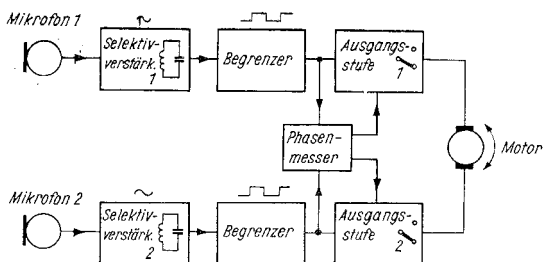 Mikrofon 1
Selektiv-
verstärk.
1
Begrenzer
Ausgangs-
stufe
1
Phasen-
messer
Motor
Mikrofon 2
Selektiv-
verstärk.
2
Begrenzer
Ausgangs-
stufe
2